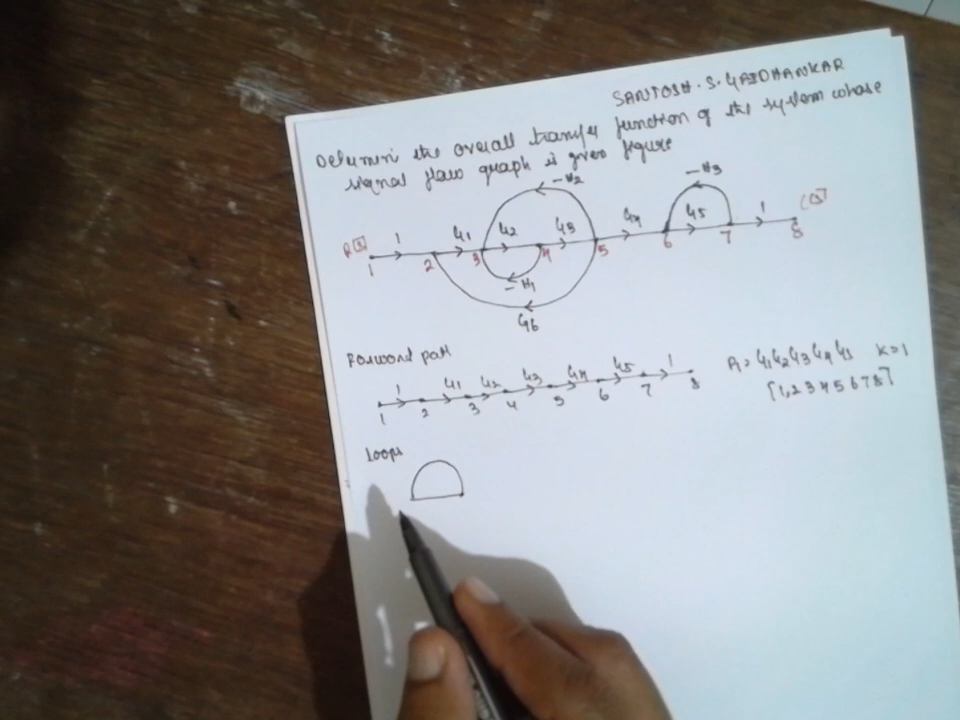 SANTOSH.S.GAIDHANKAR
Determin the overall transfer function of the system whose
signal flow graph is given figure
-H2
-H3
R(s) 1 G1 G2 G3 G4 G5 1 C(s)
1 2 3 4 5 6 7 8
-H1
G6
Forword path
1 G1 G2 G3 G4 G5 1
1 2 3 4 5 6 7 8
P1= G1G2G3G4G5 K=1
[1,2 3 4 5 6 7 8]
loops